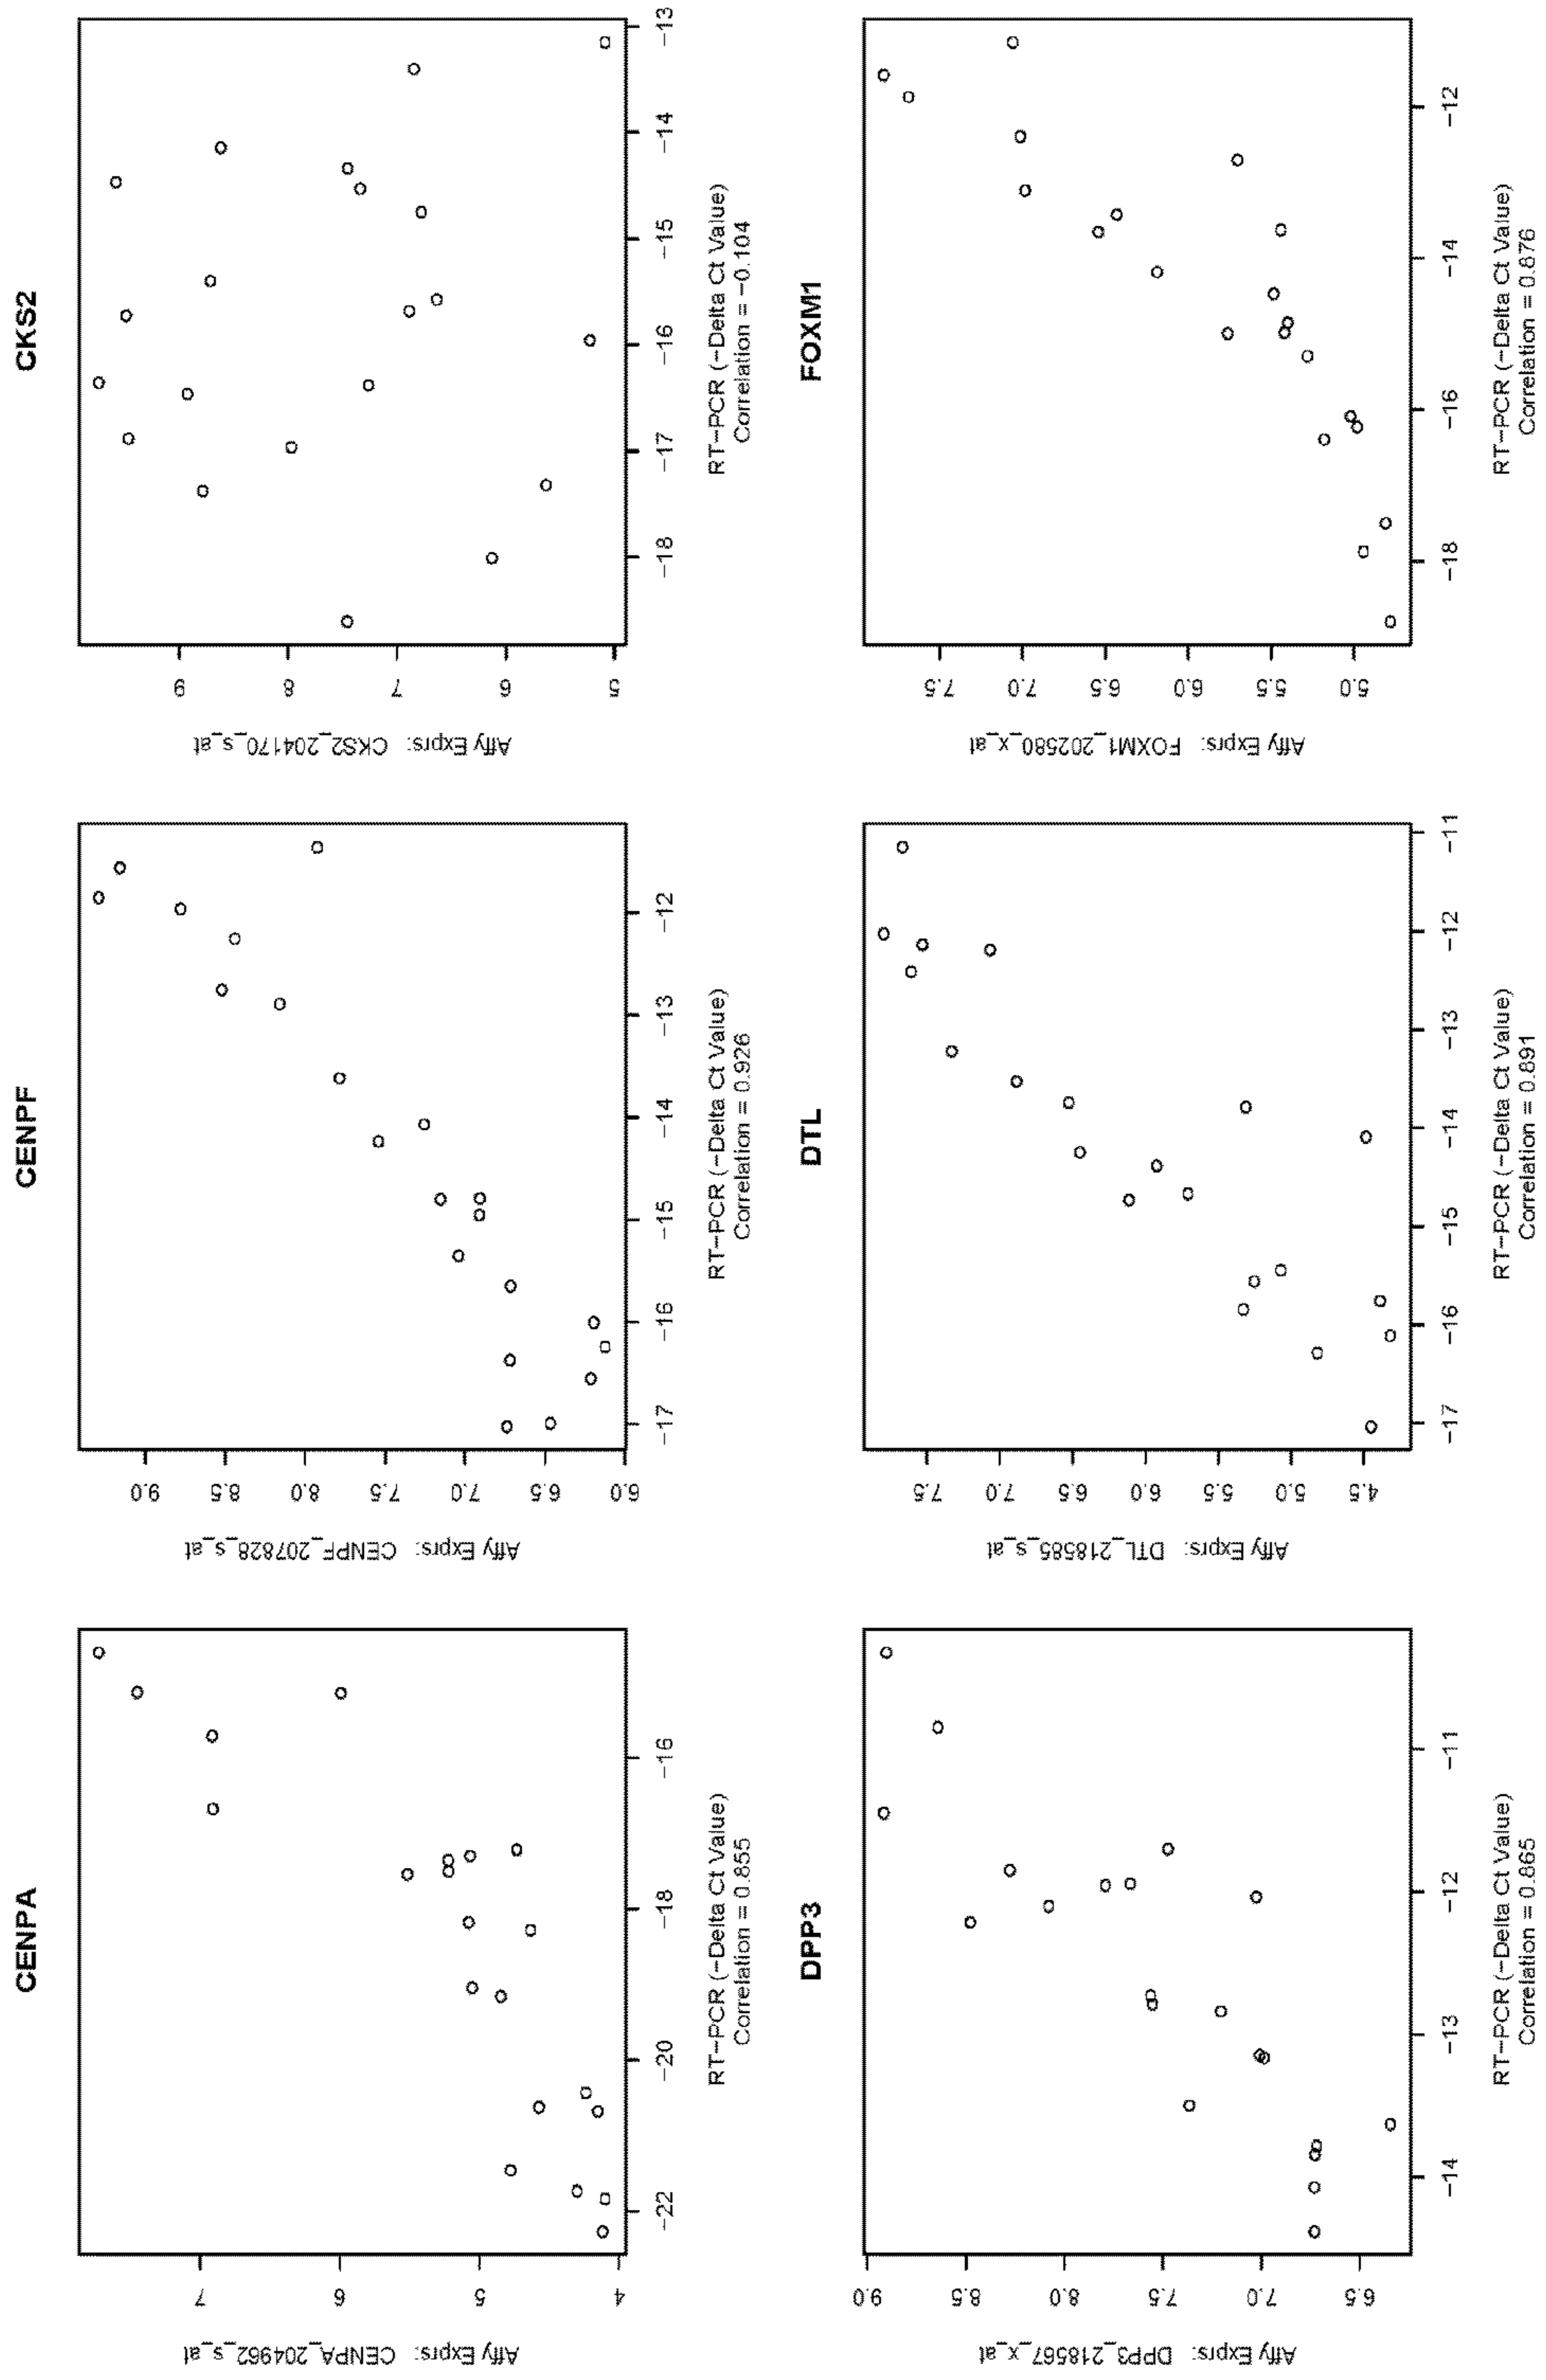 CENPA
Affy Exprs: CENPA_204962_s_at
7
6
5
4
−22 −20 −18 −16
RT−PCR (−Delta Ct Value)
Correlation = 0.855
CENPF
Affy Exprs: CENPF_207828_s_s_at
9.0
8.5
8.0
7.5
7.0
6.5
6.0
−17 −16 −15 −14 −13 −12
RT−PCR (−Delta Ct Value)
Correlation = 0.926
CKS2
Affy Exprs: CKS2_204170_s_at
9
8
7
6
5
−18 −17 −16 −15 −14 −13
RT−PCR (−Delta Ct Value)
Correlation = −0.104
DPP3
Affy Exprs: DPP3_218567_x_at
9.0
8.5
8.0
7.5
7.0
6.5
−14 −13 −12 −11
RT−PCR (−Delta Ct Value)
Correlation = 0.865
DTL
Affy Exprs: DTL_218585_s_at
7.5
7.0
6.5
6.0
5.5
5.0
4.5
−17 −16 −15 −14 −13 −12 −11
RT−PCR (−Delta Ct Value)
Correlation = 0.891
FOXM1
Affy Exprs: FOXM1_202580_x_at
7.5
7.0
6.5
6.0
5.5
5.0
−18 −16 −14 −12
RT−PCR (−Delta Ct Value)
Correlation = 0.876